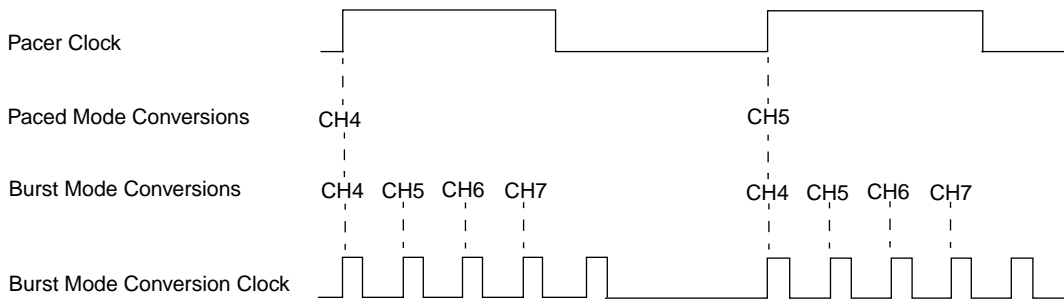 Pacer Clock
Paced Mode Conversions CH4 CH5
Burst Mode Conversions CH4 CH5 CH6 CH7 CH4 CH5 CH6 CH7
Burst Mode Conversion Clock